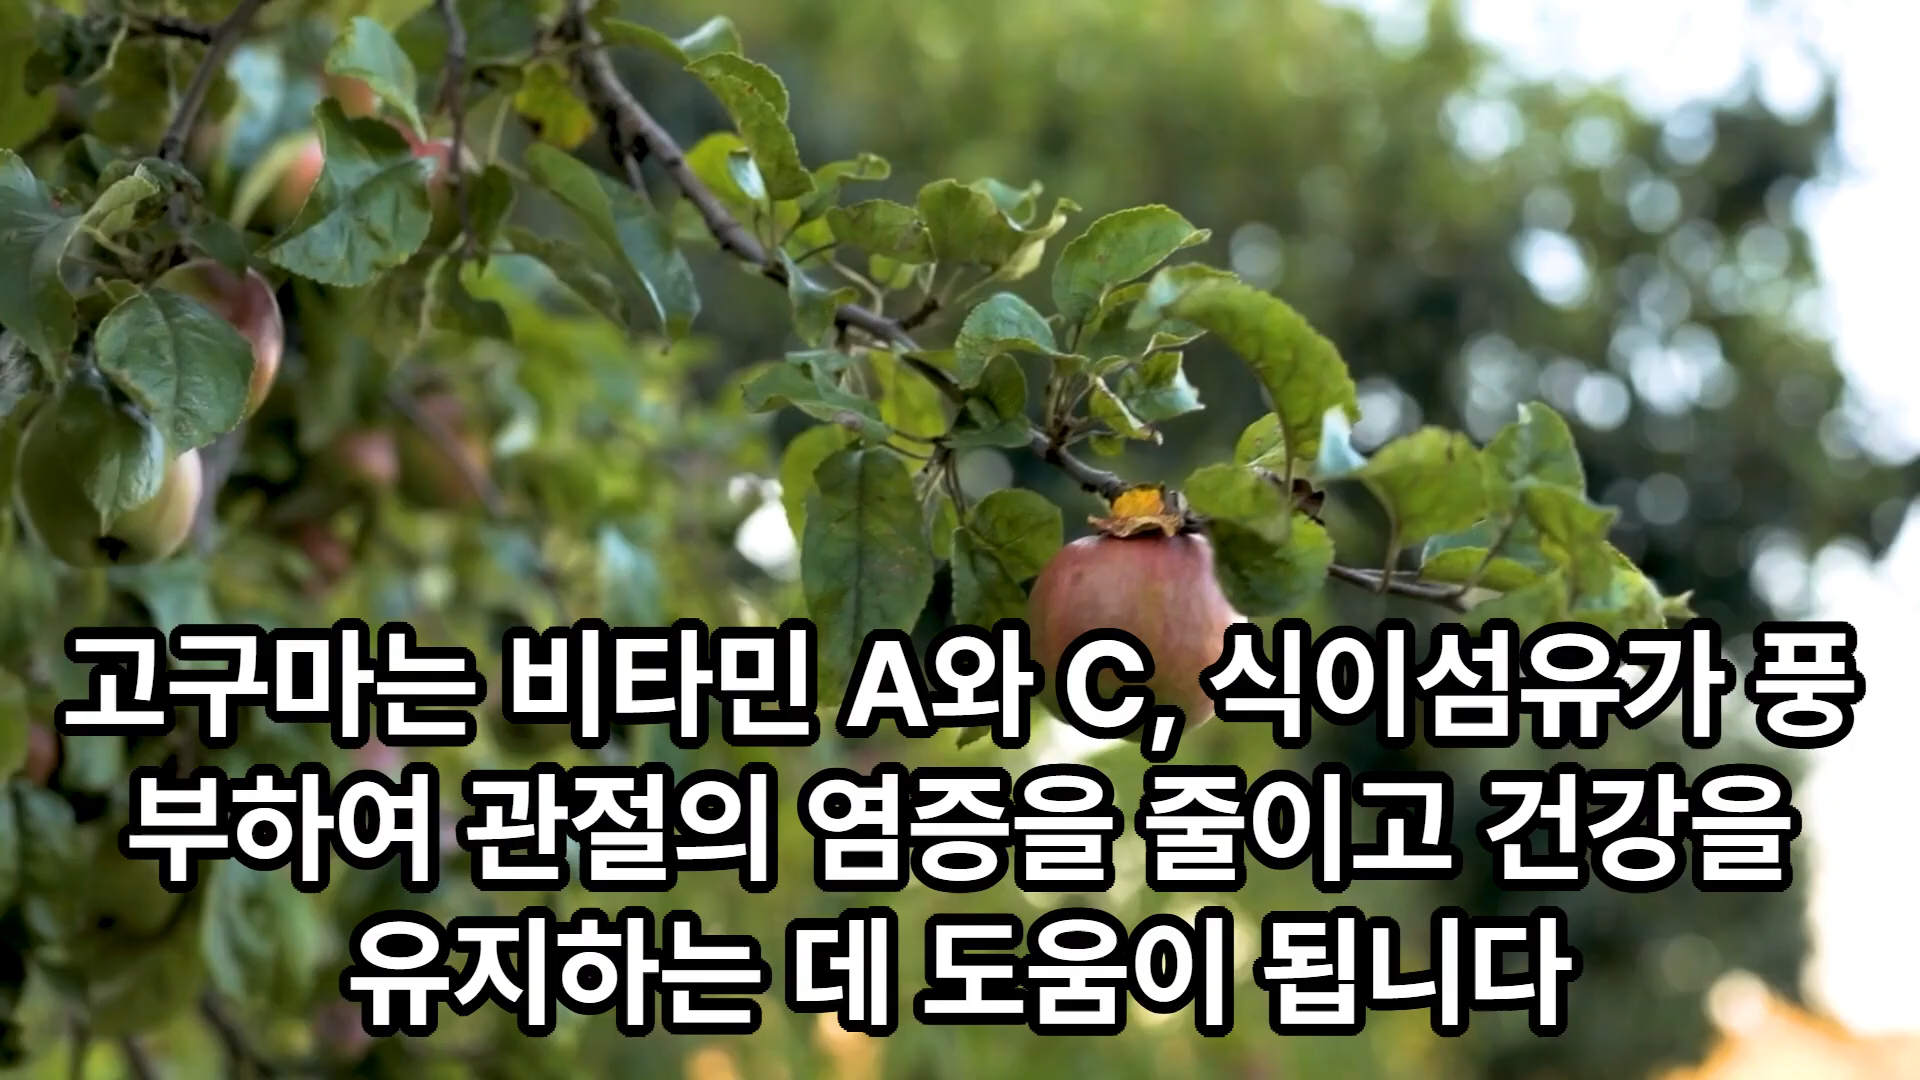 고구마는 비타민 A와 C, 식이섬유가 풍
부하여 관절의 염증을 줄이고 건강을
유지하는 데 도움이 됩니다